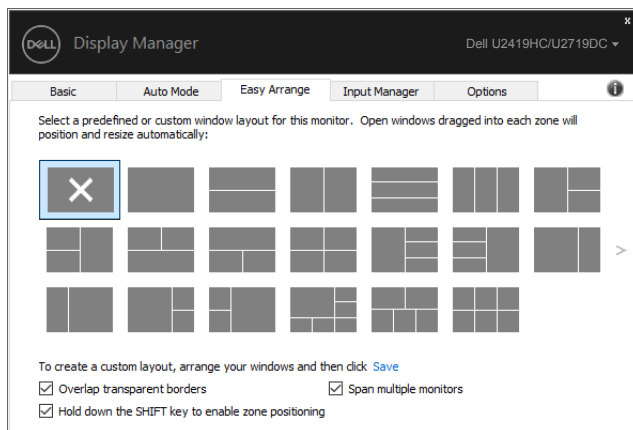 x
DELL Display Manager Dell U2419HC/U2719DC
Basic Auto Mode Easy Arrange Input Manager Options i
Select a predefined or custom window layout for this monitor. Open windows dragged into each zone will
position and resize automatically:
To create a custom layout, arrange your windows and then click Save
Overlap transparent borders Span multiple monitors
Hold down the SHIFT key to enable zone positioning